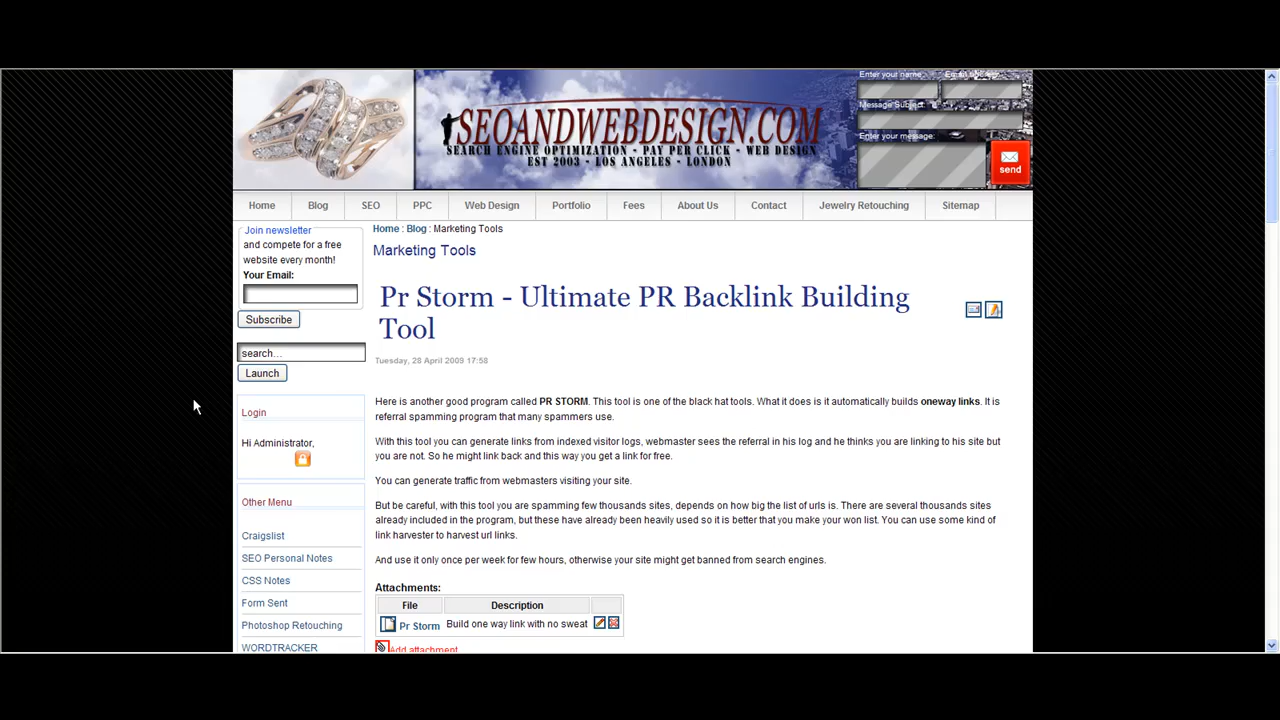 Enter your name
Message Subject
Enter your message:
send
SEOANDWEBDESIGN.COM
SEARCH ENGINE OPTIMIZATION - PAY PER CLICK - WEB DESIGN
EST 2003 - LOS ANGELES - LONDON
Home Blog SEO PPC Web Design Portfolio Fees About Us Contact Jewelry Retouching Sitemap
Join newsletter
and compete for a free
website every month!
Your Email:
Subscribe
search...
Launch
Login
Hi Administrator,
Other Menu
Craigslist
SEO Personal Notes
CSS Notes
Form Sent
Photoshop Retouching
WORDTRACKER
Home : Blog : Marketing Tools
Marketing Tools
Pr Storm - Ultimate PR Backlink Building
Tool
Tuesday, 28 April 2009 17:58
Here is another good program called PR STORM. This tool is one of the black hat tools. What it does is it automatically builds oneway links. It is
referral spamming program that many spammers use.
With this tool you can generate links from indexed visitor logs, webmaster sees the referral in his log and he thinks you are linking to his site but
you are not. So he might link back and this way you get a link for free.
You can generate traffic from webmasters visiting your site.
But be careful, with this tool you are spamming few thousands sites, depends on how big the list of urls is. There are several thousands sites
already included in the program, but these have already been heavily used so it is better that you make your won list. You can use some kind of
link harvester to harvest url links.
And use it only once per week for few hours, otherwise your site might get banned from search engines.
Attachments:
File Description
Pr Storm Build one way link with no sweat
Add attachment